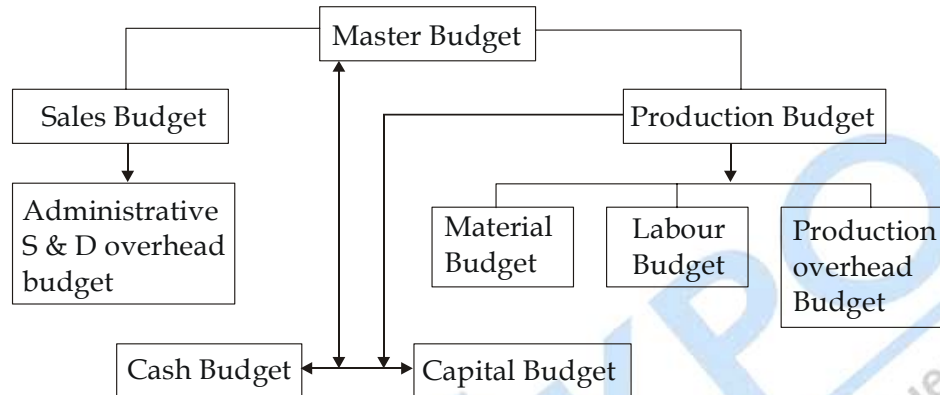 Master Budget
Sales Budget
Production Budget
Administrative
S & D overhead
budget
Material
Budget
Labour
Budget
Production
overhead
Budget
Cash Budget
Capital Budget